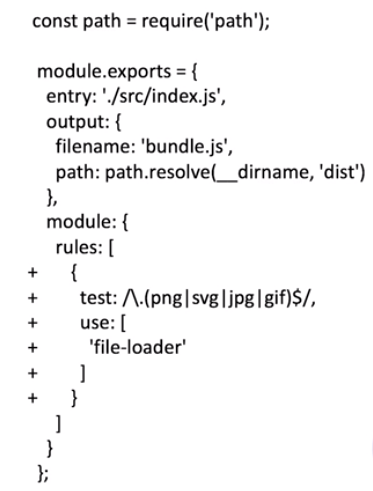 const path = require('path');
module.exports = {
entry: './src/index.js',
output: {
filename: 'bundle.js',
path: path.resolve(__dirname, 'dist')
},
module: {
rules: [
+ {
+ test: /\.(png|svg|jpg|gif)$/,
+ use: [
+ 'file-loader'
+ ]
+ }
]
}
};